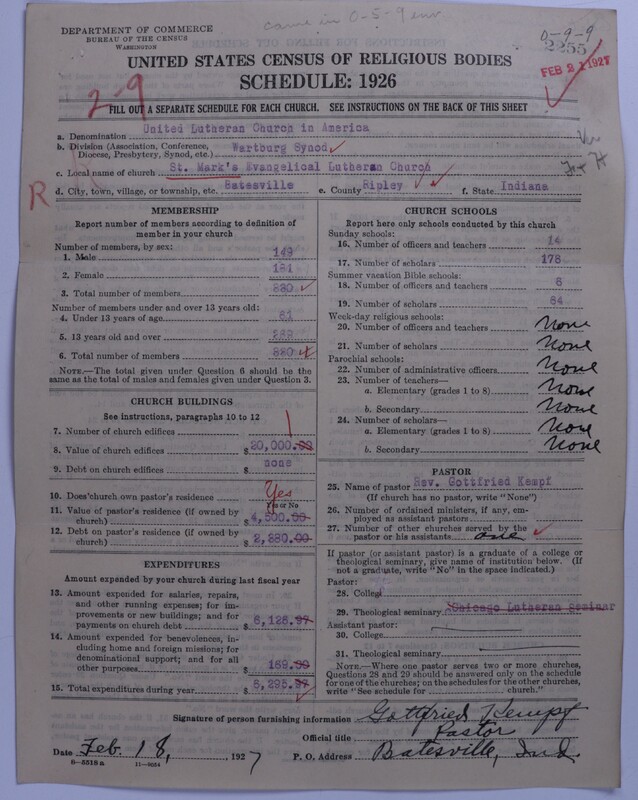 DEPARTMENT OF COMMERCE
BUREAU OF THE CENSUS
WASHINGTON
came in 0-5-9 env
0-9-9
2255
FEB 21 1927
UNITED STATES CENSUS OF RELIGIOUS BODIES
SCHEDULE: 1926
2-9
FILL OUT A SEPARATE SCHEDULE FOR EACH CHURCH. SEE INSTRUCTIONS ON THE BACK OF THIS SHEET
a. Denomination United Lutheran Church in America
b. Division (Association, Conference, Diocese, Presbytery, Synod, etc.) Wartburg Synod
c. Local name of church St. Mark's Evangelical Lutheran Church
R
d. City, town, village, or township, etc. Batesville e. County Ripley f. State Indiana
MEMBERSHIP
Report number of members according to definition of
member in your church
Number of members, by sex:
1. Male 149
2. Female 181
3. Total number of members 330
Number of members under and over 13 years old:
4. Under 13 years of age
5. 13 years old and over
6. Total number of members 330
NOTE.—The total given under Question 6 should be
same as the total of males and females given under Question 3.
CHURCH BUILDINGS
See instructions, paragraphs 10 to 12
7. Number of church edifices 1
8. Value of church edifices $ 20,000.00
9. Debt on church edifices $ none
10. Does church own pastor's residence Yes
Yes or No
11. Value of pastor's residence (if owned by
church) $ 4,500.00
12. Debt on pastor's residence (if owned by
church) $ 2,380.00
EXPENDITURES
Amount expended by your church during last fiscal year
13. Amount expended for salaries, repairs,
and other running expenses; for im-
provements or new buildings; and for
payments on church debt $
14. Amount expended for benevolences, in-
cluding home and foreign missions; for
denominational support; and for all
other purposes $
15. Total expenditures during year $
CHURCH SCHOOLS
Report here only schools conducted by this church
Sunday schools:
16. Number of officers and teachers 14
17. Number of scholars 178
Summer vacation Bible schools:
18. Number of officers and teachers 6
19. Number of scholars 64
Week-day religious schools:
20. Number of officers and teachers None
21. Number of scholars None
Parochial schools:
22. Number of administrative officers None
23. Number of teachers—
a. Elementary (grades 1 to 8) None
b. Secondary None
24. Number of scholars—
a. Elementary (grades 1 to 8) None
b. Secondary None
PASTOR
25. Name of pastor Rev. Gottfried Kempf
(If church has no pastor, write "None")
26. Number of ordained ministers, if any, em-
ployed as assistant pastors
27. Number of other churches served by the
pastor or his assistants one
If pastor (or assistant pastor) is a graduate of a college or
theological seminary, give name of institution below. (If
not a graduate, write "No" in the space indicated.)
Pastor:
28. College
29. Theological seminary Chicago Lutheran Seminar
Assistant pastor:
30. College
31. Theological seminary
NOTE.—Where one pastor serves two or more churches,
Questions 28 and 29 should be answered only on the schedule
for one of the churches; on the schedules for the other churches,
write "See schedule for church."
Signature of person furnishing information Gottfried Kempf
Official title Pastor
Date Feb. 18, 1927 P. O. Address Batesville, Ind
8-5518a 11-9054